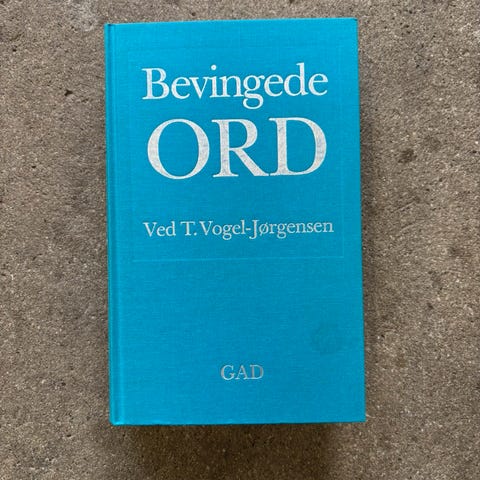 Bevingede
ORD
Ved T. Vogel-Jørgensen
GAD